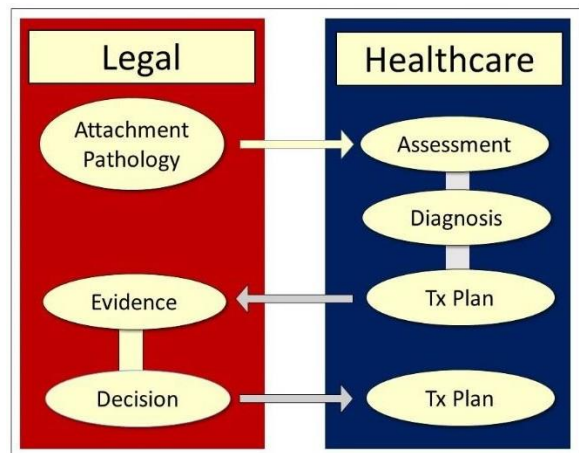 Legal
Healthcare
Attachment
Pathology
Assessment
Diagnosis
Evidence
Tx Plan
Decision
Tx Plan